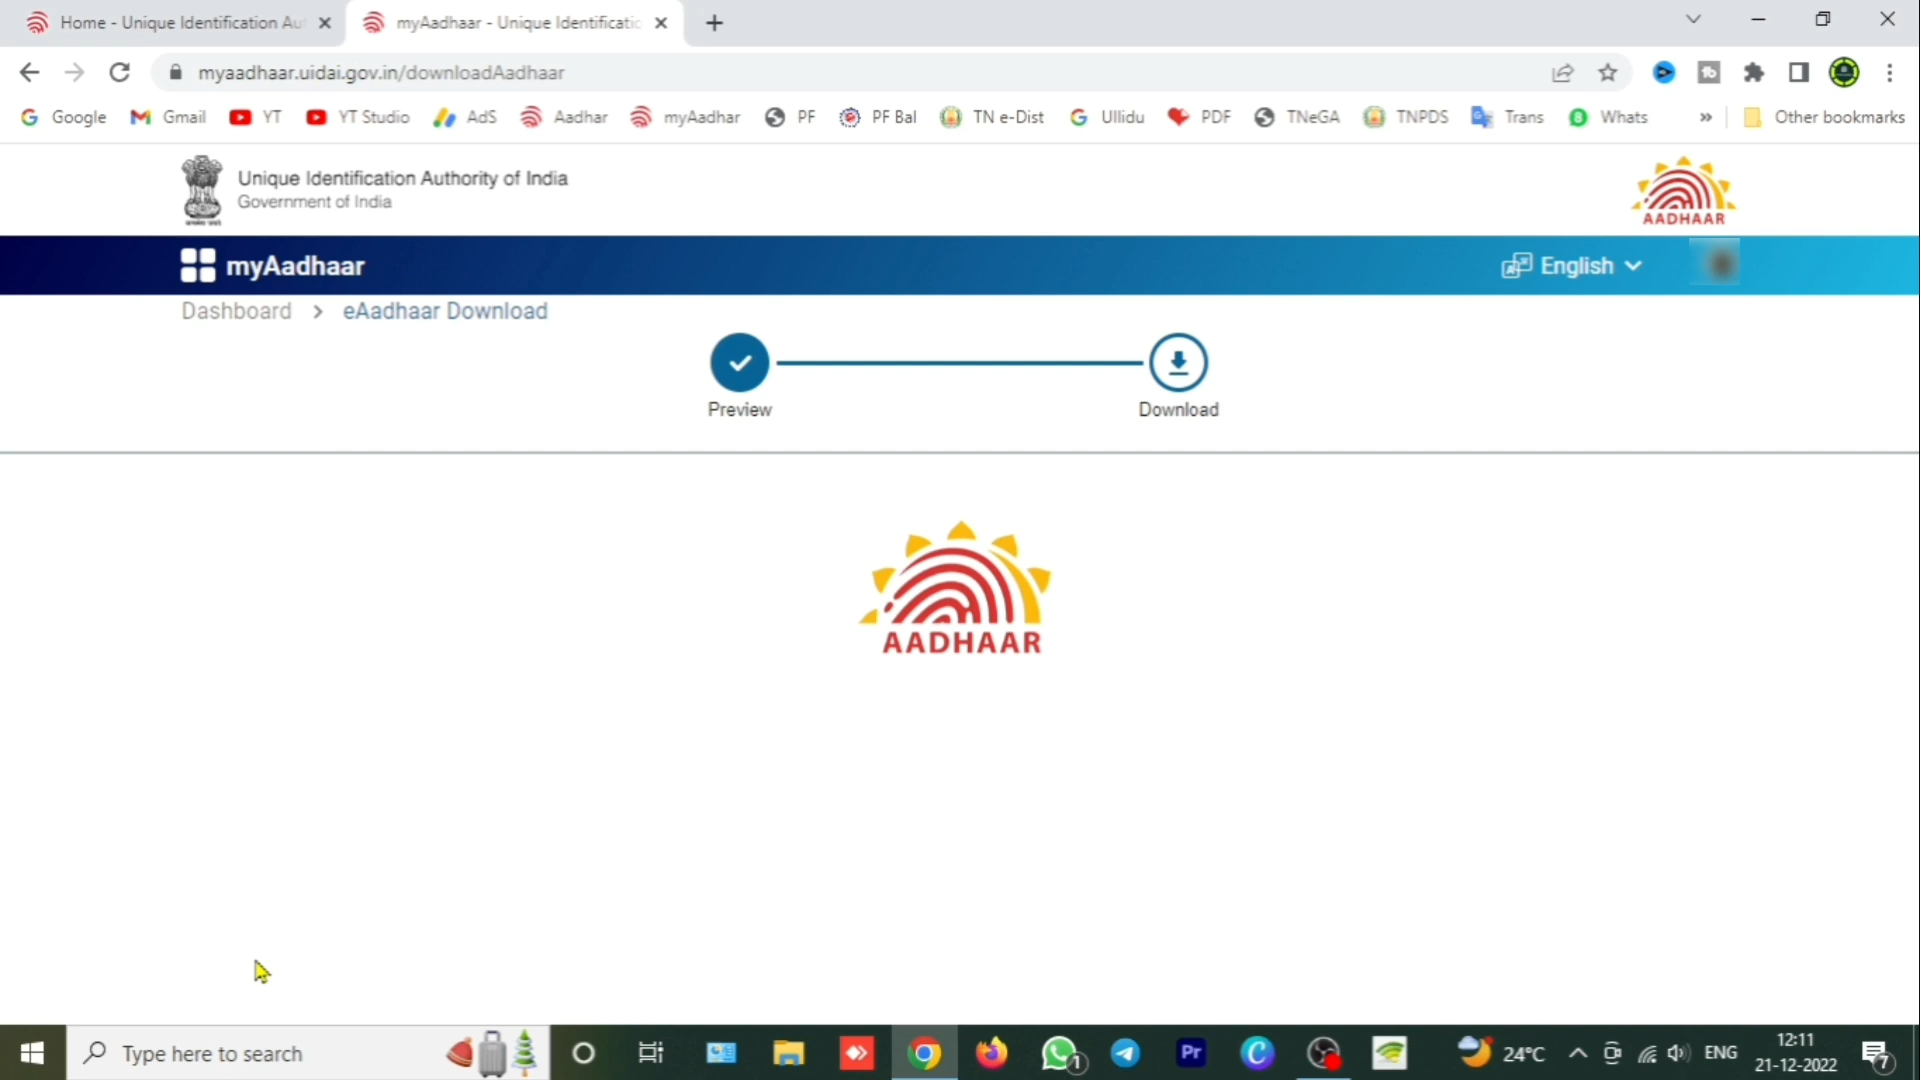 Home - Unique Identification Au
myAadhaar - Unique Identificatio
myaadhaar.uidai.gov.in/downloadAadhaar
Google Gmail YT YT Studio AdS Aadhar myAadhar PF PF Bal TN e-Dist Ullidu PDF TNeGA TNPDS Trans Whats » Other bookmarks
Unique Identification Authority of India
Government of India
AADHAAR
myAadhaar
English
Dashboard > eAadhaar Download
Preview
Download
AADHAAR
Type here to search
Pr
24°C
ENG
12:11
21-12-2022
7
1